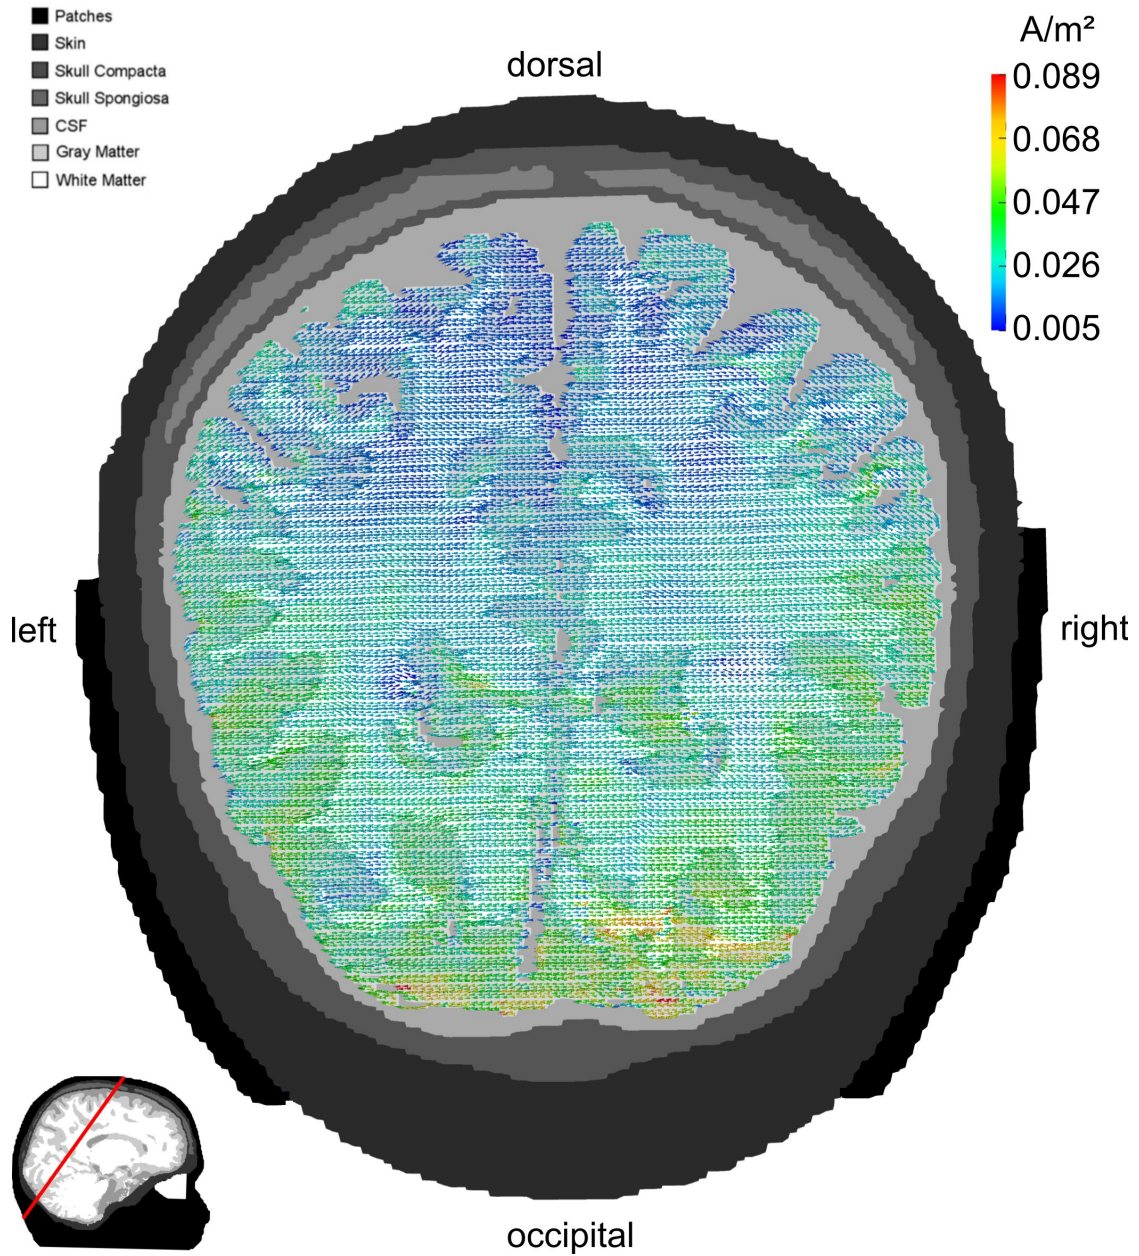 Patches
Skin
Skull Compacta
Skull Spongiosa
CSF
Gray Matter
White Matter
A/m²
0.089
0.068
0.047
0.026
0.005
dorsal
left
right
occipital